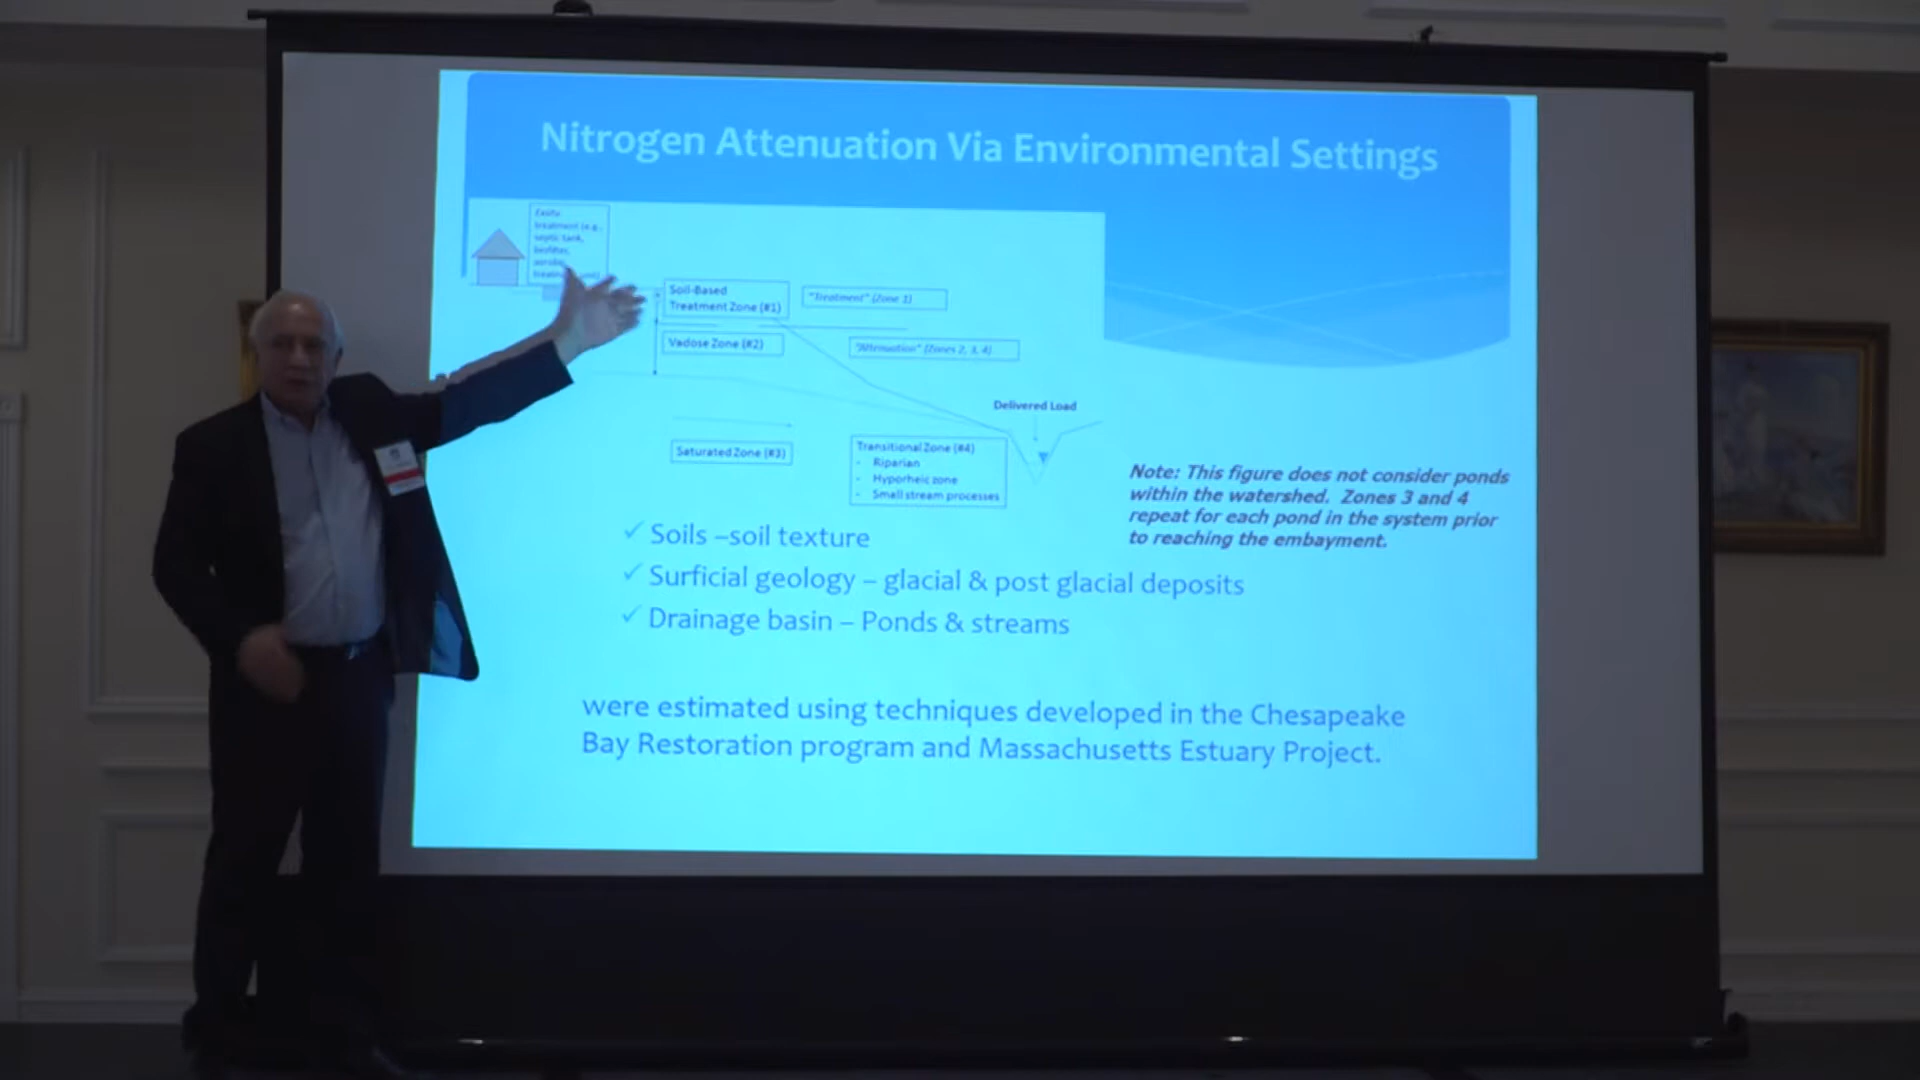 Nitrogen Attenuation Via Environmental Settings
treatment (e.g.,
septic tank,
Soil-Based
Treatment Zone (#1)
"Treatment" (Zone 1)
Vadose Zone (#2)
"Attenuation" (Zones 2, 3, 4)
Delivered Load
Saturated Zone (#3)
Transitional Zone (#4)
- Riparian
- Hyporheic zone
- Small stream processes
Note: This figure does not consider ponds
within the watershed. Zones 3 and 4
repeat for each pond in the system prior
to reaching the embayment.
✓ Soils –soil texture
✓ Surficial geology – glacial & post glacial deposits
✓ Drainage basin – Ponds & streams
were estimated using techniques developed in the Chesapeake
Bay Restoration program and Massachusetts Estuary Project.